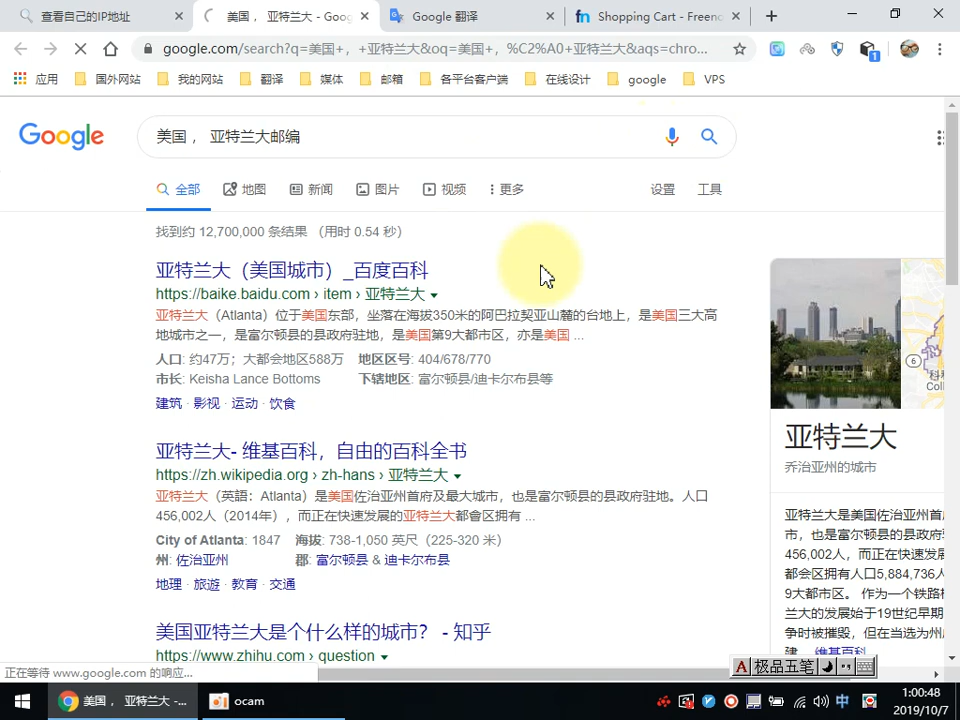 查看自己的IP地址
美国 , 亚特兰大 - Goog
Google 翻译
Shopping Cart - Freeno
google.com/search?q=美国+, +亚特兰大&oq=美国+, %C2%A0+亚特兰大&aqs=chro...
应用 国外网站 我的网站 翻译 媒体 邮箱 各平台客户端 在线设计 google VPS
Google
美国 , 亚特兰大邮编
全部 地图 新闻 图片 视频 更多 设置 工具
找到约 12,700,000 条结果 (用时 0.54 秒)
亚特兰大（美国城市）_百度百科
https://baike.baidu.com › item › 亚特兰大
亚特兰大（Atlanta）位于美国东部，坐落在海拔350米的阿巴拉契亚山麓的台地上，是美国三大高
地城市之一，是富尔顿县的县政府驻地，是美国第9大都市区，亦是美国 ...
人口: 约47万；大都会地区588万 地区区号: 404/678/770
市长: Keisha Lance Bottoms 下辖地区: 富尔顿县/迪卡尔布县等
建筑 · 影视 · 运动 · 饮食
亚特兰大- 维基百科，自由的百科全书
https://zh.wikipedia.org › zh-hans › 亚特兰大
亚特兰大（英語：Atlanta）是美国佐治亚州首府及最大城市，也是富尔顿县的县政府驻地。人口
456,002人（2014年），而正在快速发展的亚特兰大都會区拥有 ...
City of Atlanta: 1847 海拔: 738-1,050 英尺（225-320 米）
州: 佐治亚州 郡: 富尔顿县 & 迪卡尔布县
地理 · 旅遊 · 教育 · 交通
美国亚特兰大是个什么样的城市？ - 知乎
https://www.zhihu.com › question
6
科
Coll
亚特兰大
乔治亚州的城市
亚特兰大是美国佐治亚州首
市，也是富尔顿县的县政府
456,002人，而正在快速发展
都会区拥有人口5,884,736人
9大都市区。 作为一个铁路
兰大的发展始于19世纪早期
争时被摧毁，但在当选为州
建... 维基百科
正在等待 www.google.com 的响应...
A 极品五笔
美国 , 亚特兰大 -...
ocam
中
1
1:00:48
2019/10/7